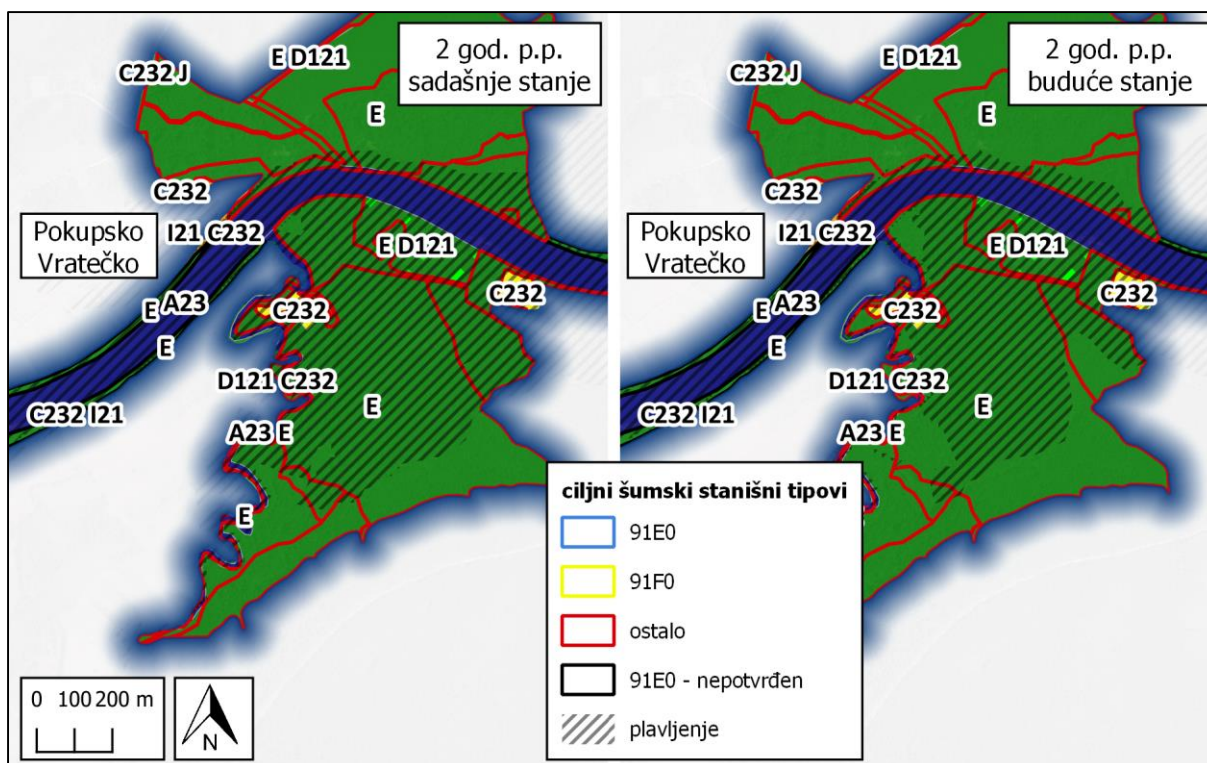 2 god. p.p.
sadašnje stanje
E D121
C232 J
E
C232
I21 C232
Pokupsko
Vratečko
E D121
E A23
C232
C232
E
D121 C232
E
C232 I21
A23 E
E
2 god. p.p.
buduće stanje
E D121
C232 J
E
C232
I21 C232
Pokupsko
Vratečko
E D121
E A23
C232
C232
E
D121 C232
E
C232 I21
A23 E
ciljni šumski stanišni tipovi
91E0
91F0
ostalo
91E0 - nepotvrđen
plavljenje
0 100 200 m
N